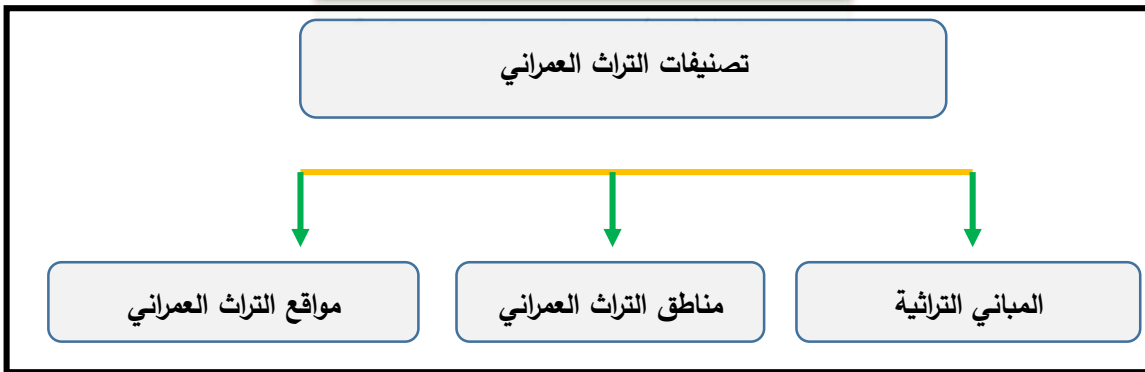 تصنيفات التراث العمراني
المباني التراثية
مناطق التراث العمراني
مواقع التراث العمراني